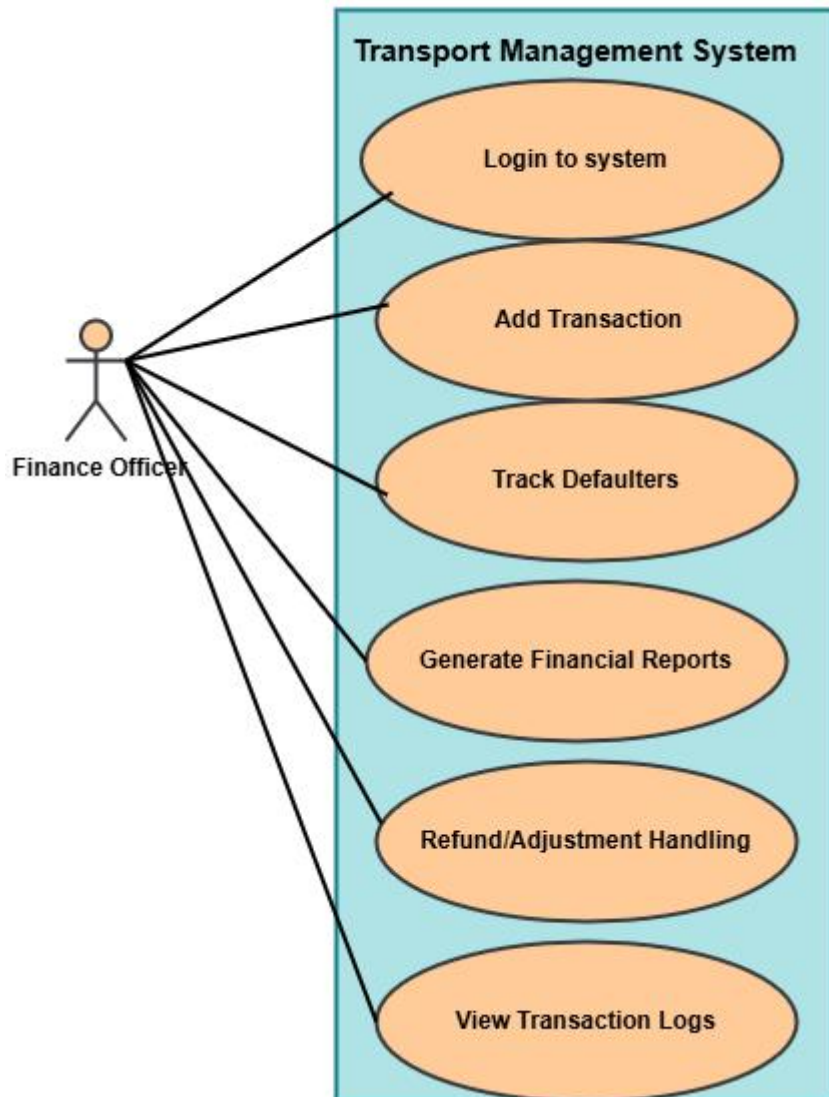 Transport Management System
Login to system
Add Transaction
Finance Officer
Track Defaulters
Generate Financial Reports
Refund/Adjustment Handling
View Transaction Logs